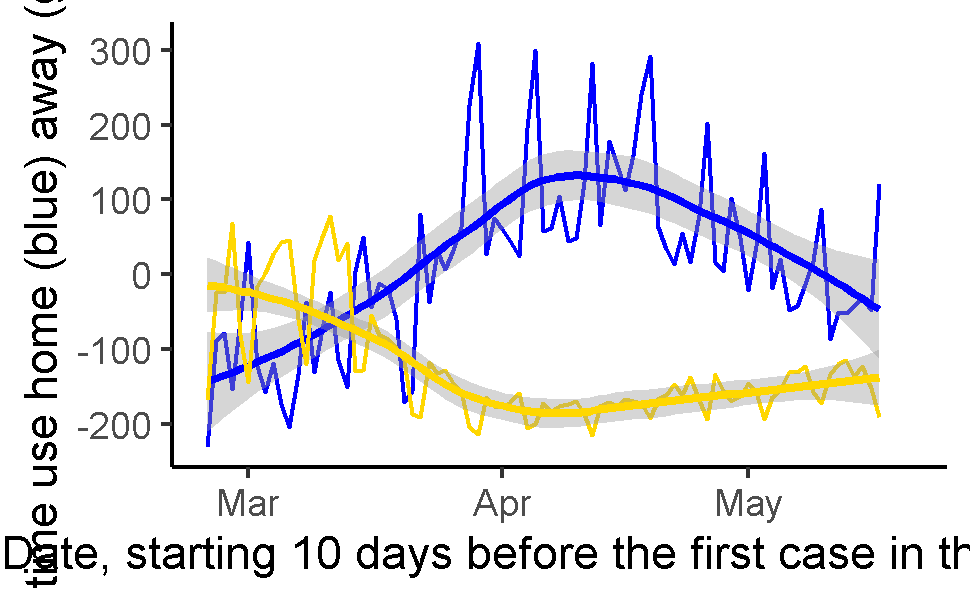 time use home (blue) away (
300
200
100
0
-100
-200
Mar
Apr
May
Date, starting 10 days before the first case in th